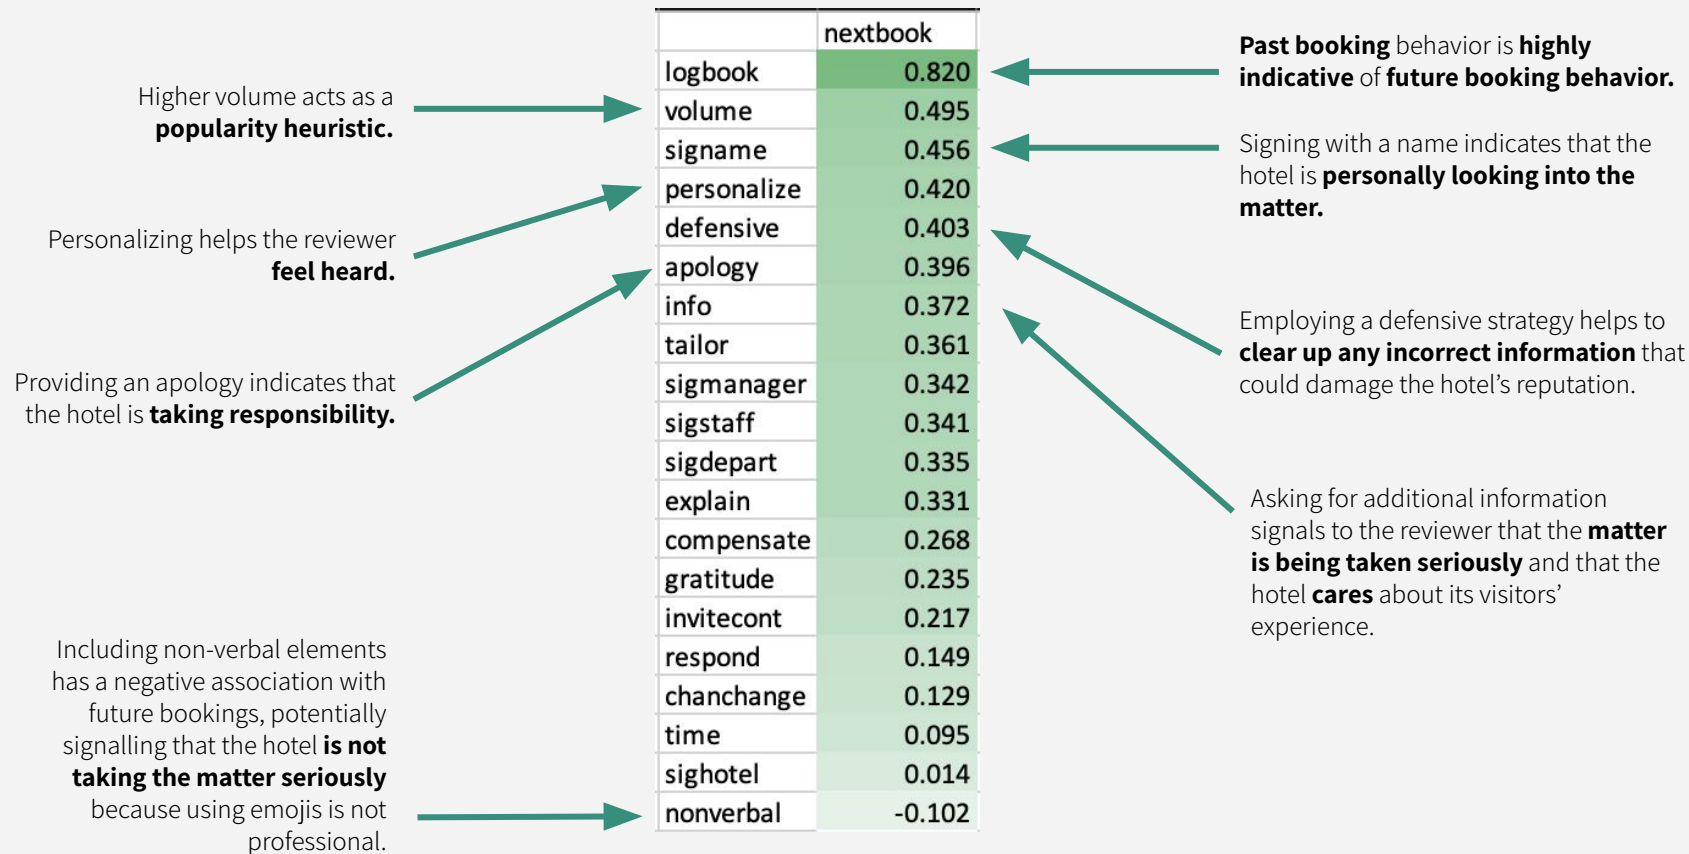 Higher volume acts as a
popularity heuristic.
Personalizing helps the reviewer
feel heard.
Providing an apology indicates that
the hotel is taking responsibility.
Including non-verbal elements
has a negative association with
future bookings, potentially
signalling that the hotel is not
taking the matter seriously
because using emojis is not
professional.
nextbook
logbook 0.820
volume 0.495
signame 0.456
personalize 0.420
defensive 0.403
apology 0.396
info 0.372
tailor 0.361
sigmanager 0.342
sigstaff 0.341
sigdepart 0.335
explain 0.331
compensate 0.268
gratitude 0.235
invitecont 0.217
respond 0.149
chanchange 0.129
time 0.095
sighotel 0.014
nonverbal -0.102
Past booking behavior is highly
indicative of future booking behavior.
Signing with a name indicates that the
hotel is personally looking into the
matter.
Employing a defensive strategy helps to
clear up any incorrect information that
could damage the hotel’s reputation.
Asking for additional information
signals to the reviewer that the matter
is being taken seriously and that the
hotel cares about its visitors’
experience.